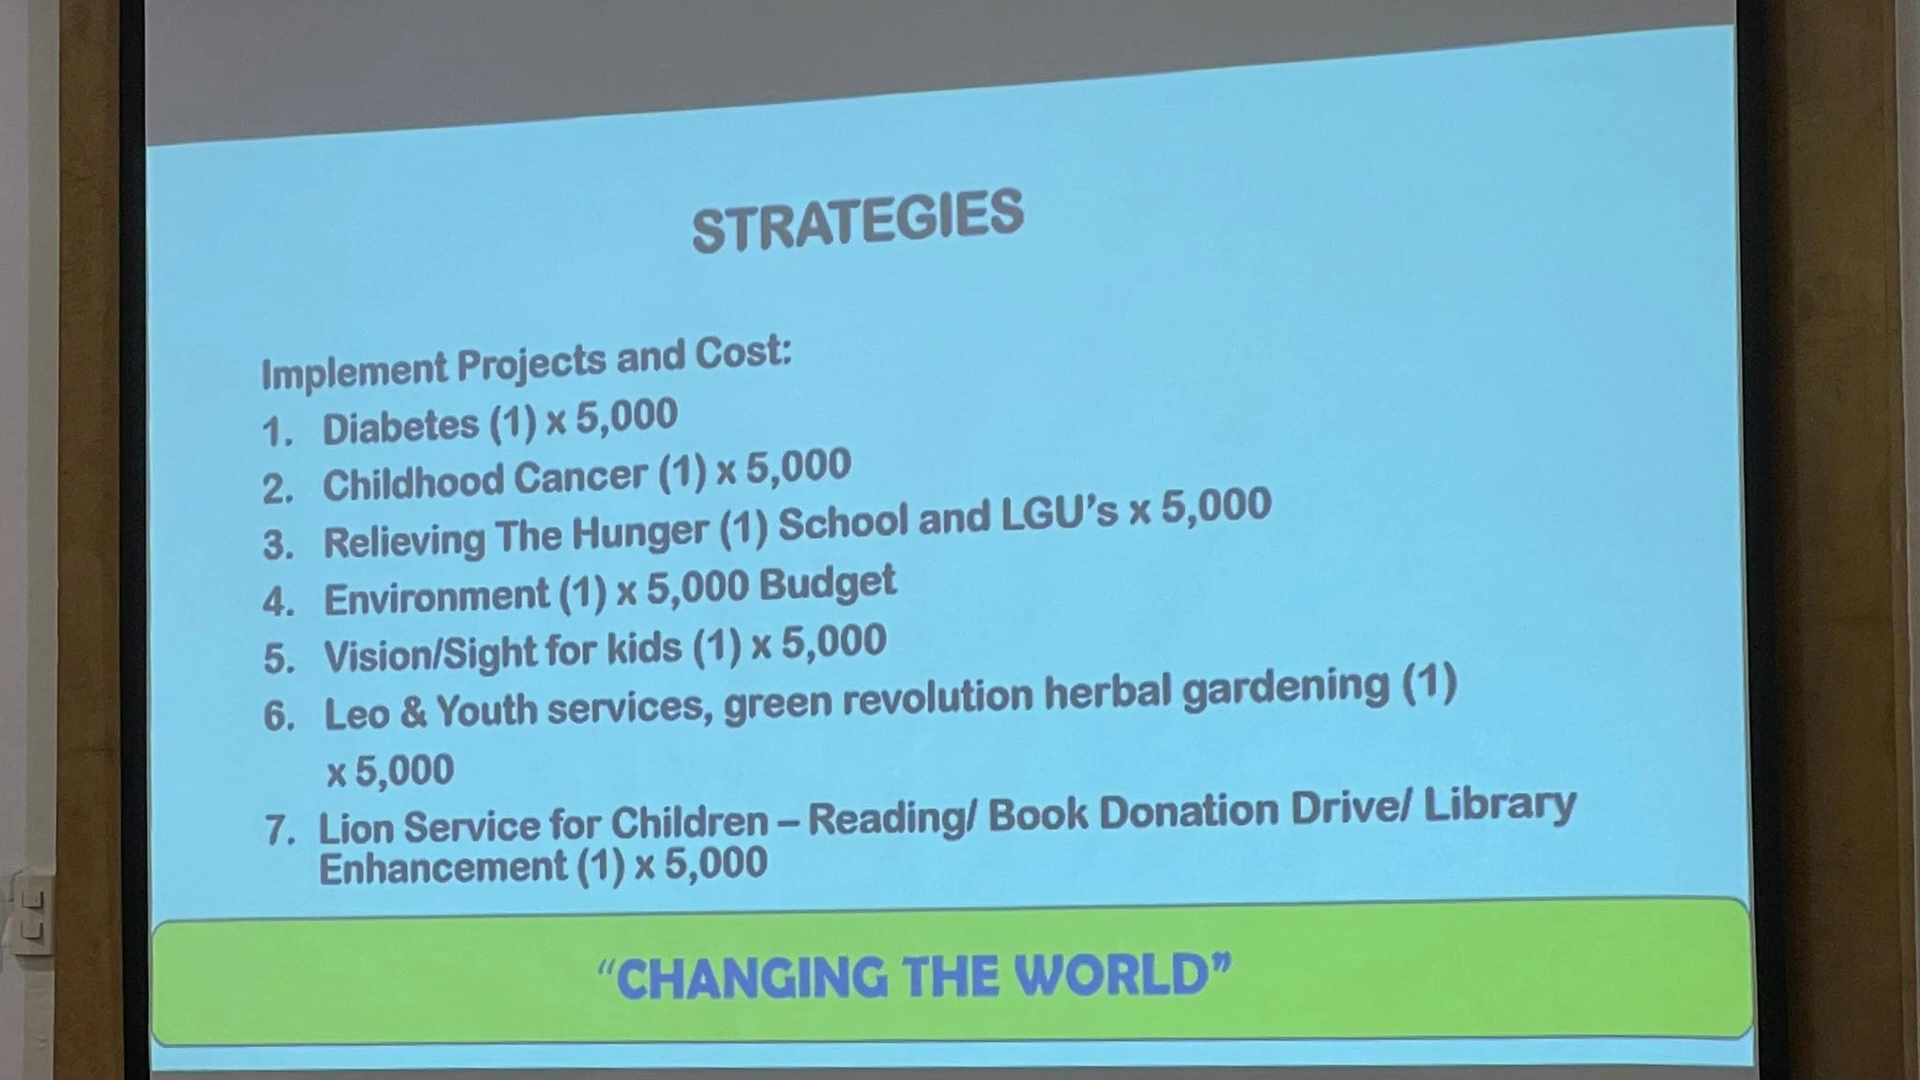 STRATEGIES
Implement Projects and Cost:
1. Diabetes (1) x 5,000
2. Childhood Cancer (1) x 5,000
3. Relieving The Hunger (1) School and LGU's x 5,000
4. Environment (1) x 5,000 Budget
5. Vision/Sight for kids (1) x 5,000
6. Leo & Youth services, green revolution herbal gardening (1)
x 5,000
7. Lion Service for Children – Reading/ Book Donation Drive/ Library
Enhancement (1) x 5,000
“CHANGING THE WORLD”